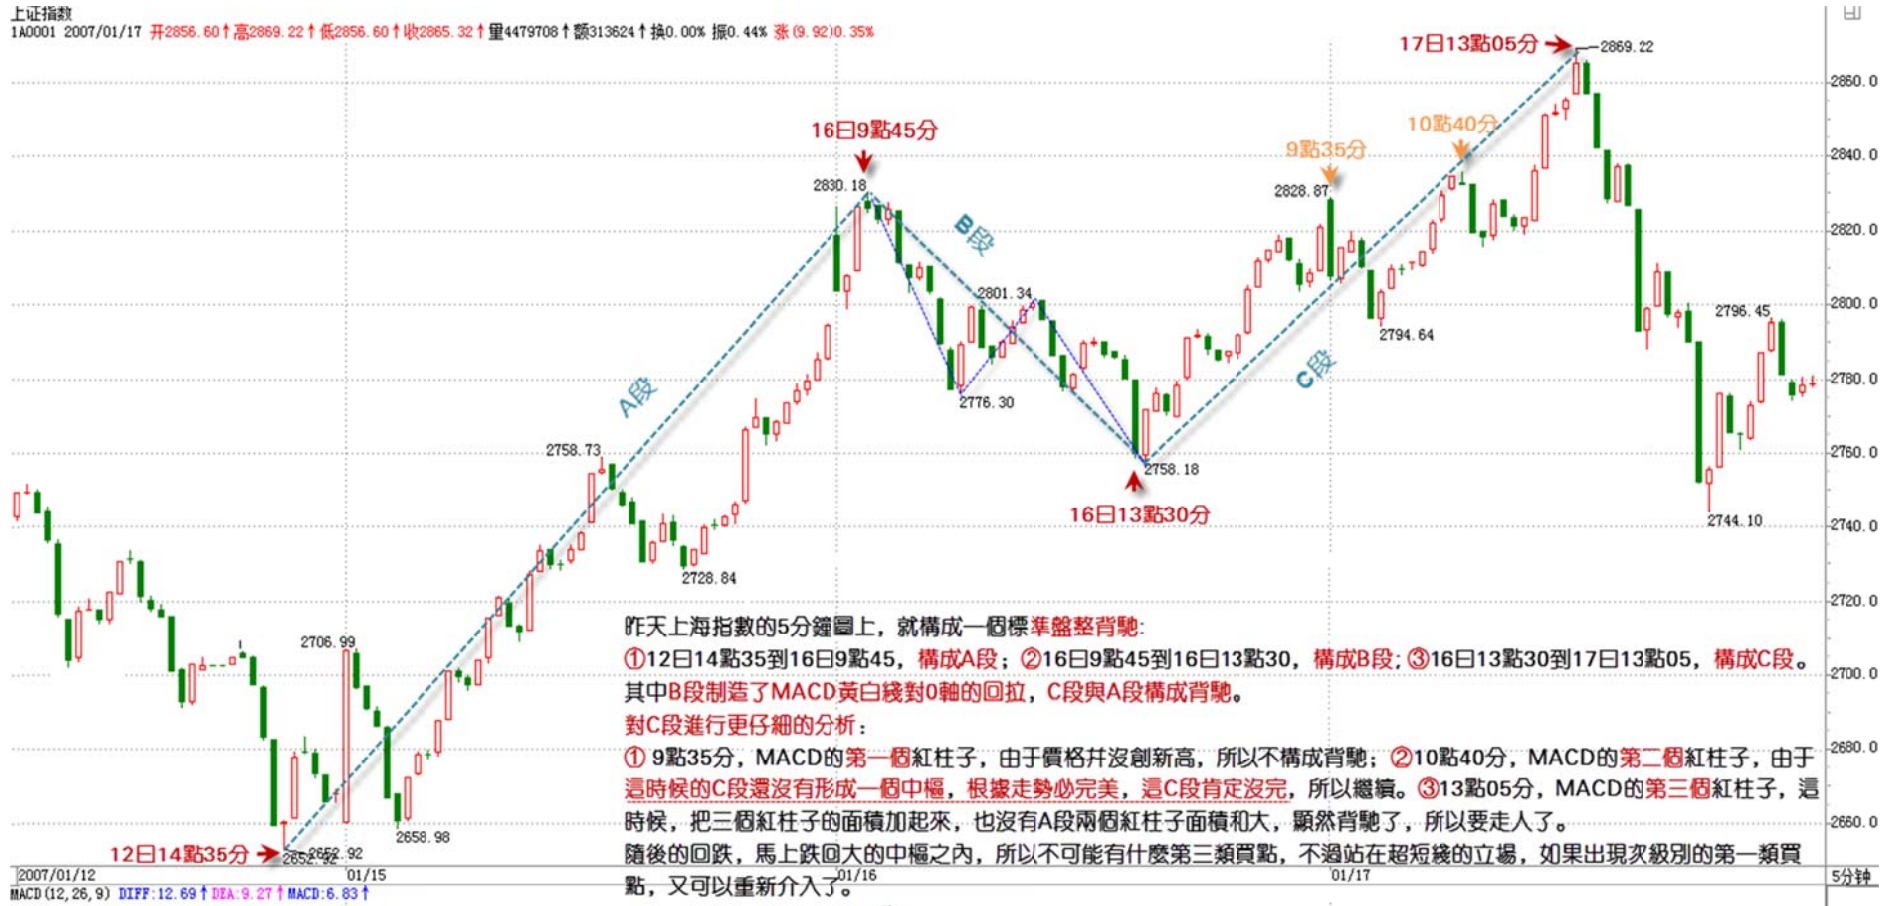 上证指数
1A0001 2007/01/17 开2856.60↑高2869.22↑低2856.60↑收2865.32↑量4479708↑额313624↑换0.00% 振0.44% 涨(9.92)0.35%
17日13點05分
2869.22
2860.0
16日9點45分
10點40分
9點35分
2840.0
2830.18
2828.87
B段
2820.0
2801.34
2800.0
2796.45
2794.64
C段
A段
2780.0
2776.30
2758.73
2760.0
2758.18
16日13點30分
2744.10
2740.0
2728.84
2720.0
2706.99
2700.0
2680.0
2660.0
2658.98
12日14點35分
2652.92
2652.92
昨天上海指數的5分鐘圖上，就構成一個標準盤整背馳:
①12日14點35到16日9點45，構成A段；②16日9點45到16日13點30，構成B段；③16日13點30到17日13點05，構成C段。
其中B段制造了MACD黃白綫對0軸的回拉，C段與A段構成背馳。
對C段進行更仔細的分析：
① 9點35分，MACD的第一個紅柱子，由于價格幷沒創新高，所以不構成背馳；②10點40分，MACD的第二個紅柱子，由于
這時候的C段還沒有形成一個中樞，根據走勢必完美，這C段肯定沒完，所以繼續。③13點05分，MACD的第三個紅柱子，這
時候，把三個紅柱子的面積加起來，也沒有A段兩個紅柱子面積和大，顯然背馳了，所以要走人了。
隨後的回跌，馬上跌回大的中樞之內，所以不可能有什麽第三類買點，不過站在超短綫的立場，如果出現次級別的第一類買
點，又可以重新介入了。
2007/01/12
01/15
01/16
01/17
5分钟
MACD(12,26,9) DIFF:12.69↑ DEA:9.27↑ MACD:6.83↑